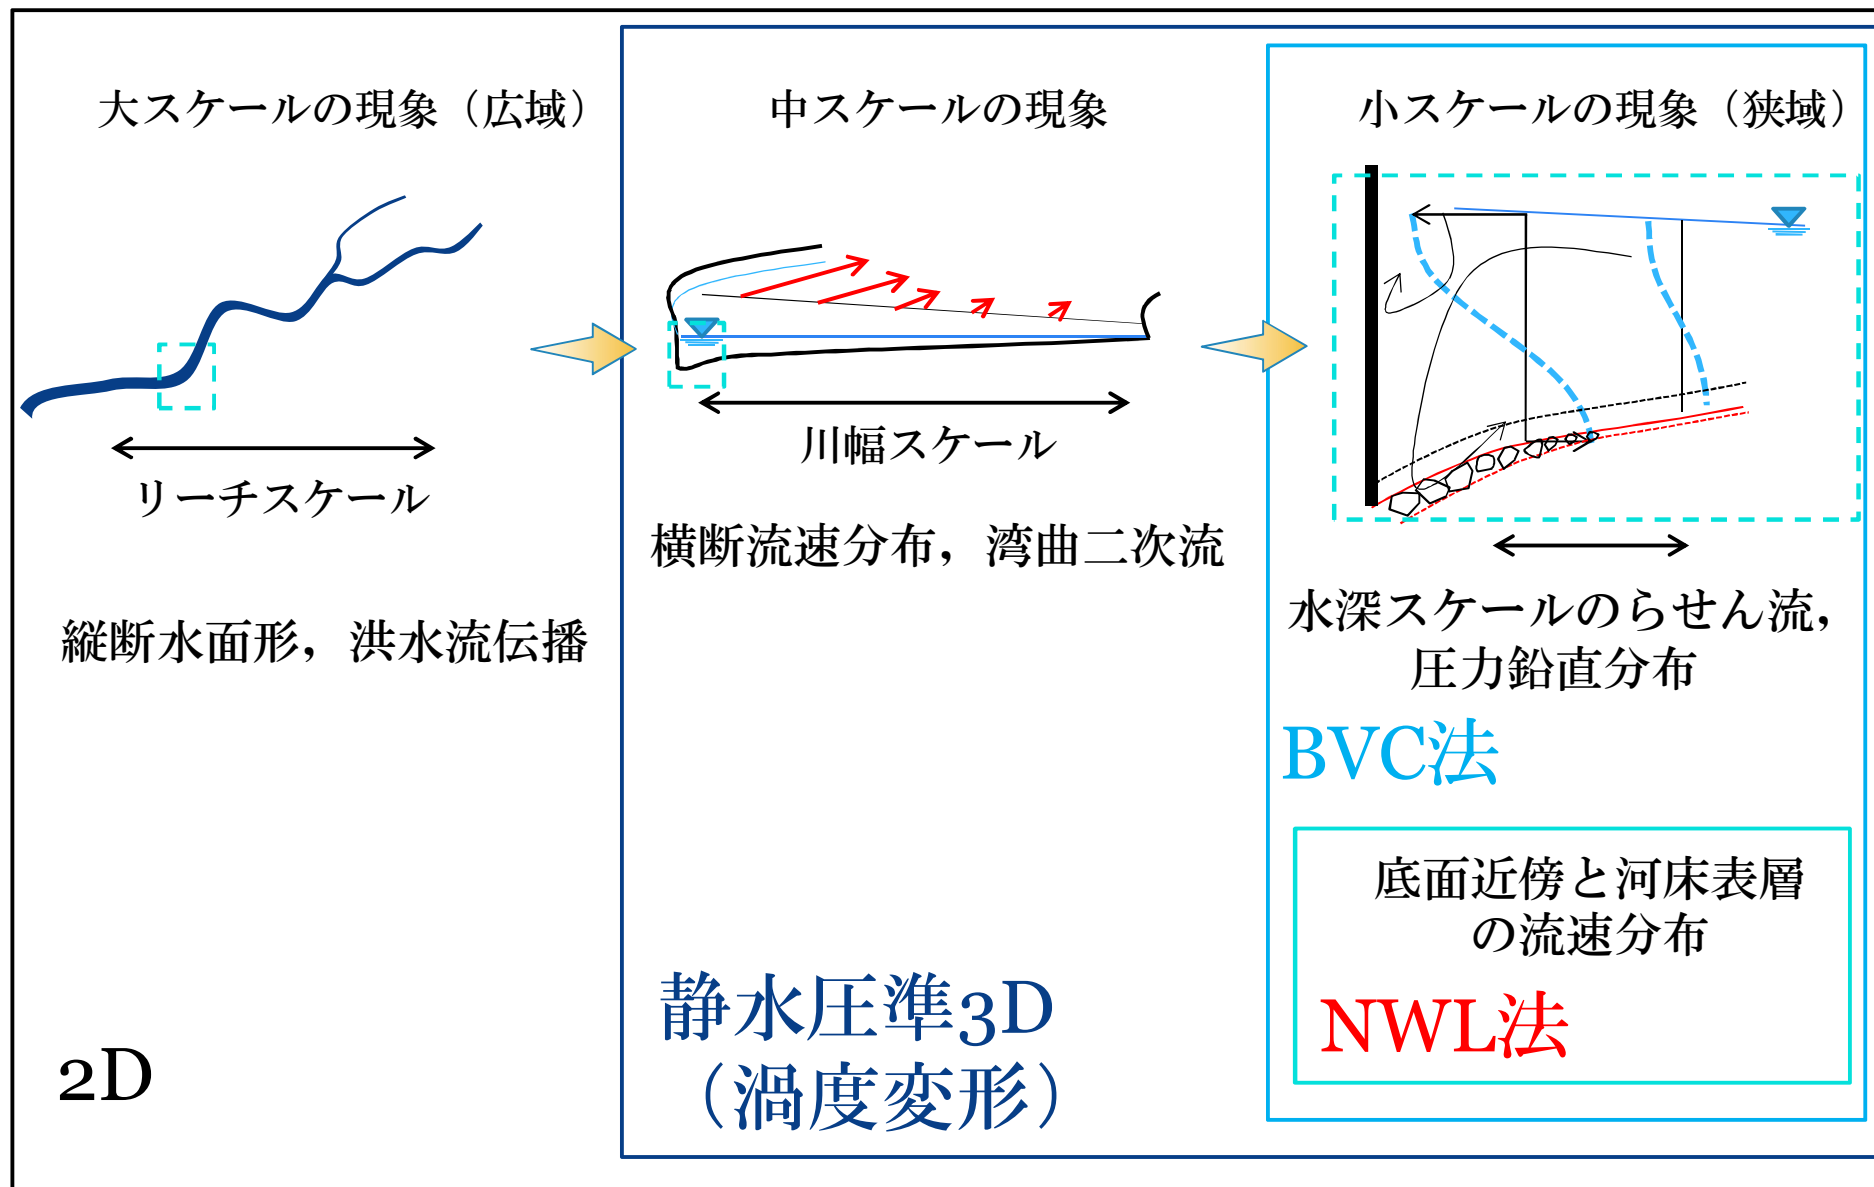 大スケールの現象（広域）
リーチスケール
縦断水面形，洪水流伝播
2D
中スケールの現象
川幅スケール
横断流速分布，湾曲二次流
静水圧準3D
（渦度変形）
小スケールの現象（狭域）
水深スケールのらせん流，
圧力鉛直分布
BVC法
底面近傍と河床表層
の流速分布
NWL法